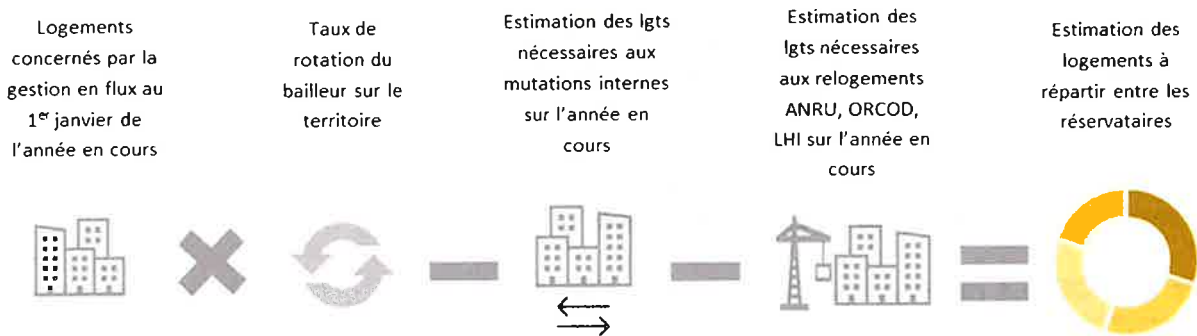 Logements
concernés par la
gestion en flux au
1er janvier de
l'année en cours
Taux de
rotation du
bailleur sur le
territoire
Estimation des lgts
nécessaires aux
mutations internes
sur l'année en
cours
Estimation des
lgts nécessaires
aux relogements
ANRU, ORCOD,
LHI sur l'année en
cours
Estimation des
logements à
répartir entre les
réservataires